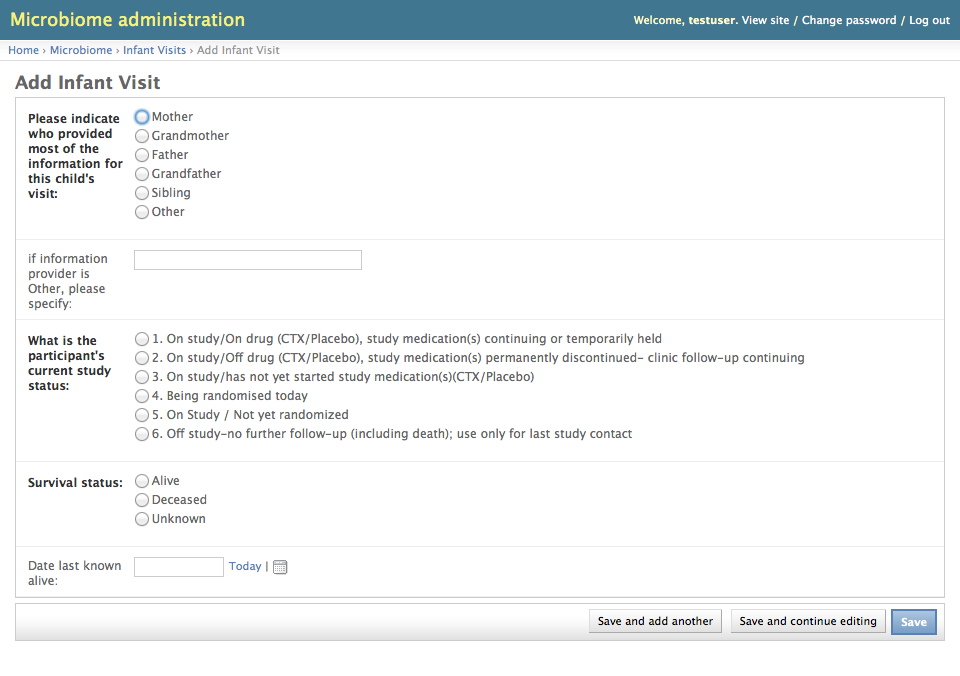 Microbiome administration
Welcome, testuser. View site / Change password / Log out
Home › Microbiome › Infant Visits › Add Infant Visit
Add Infant Visit
Please indicate
who provided
most of the
information for
this child's
visit:
Mother
Grandmother
Father
Grandfather
Sibling
Other
if information
provider is
Other, please
specify:
What is the
participant's
current study
status:
1. On study/On drug (CTX/Placebo), study medication(s) continuing or temporarily held
2. On study/Off drug (CTX/Placebo), study medication(s) permanently discontinued- clinic follow-up continuing
3. On study/has not yet started study medication(s)(CTX/Placebo)
4. Being randomised today
5. On Study / Not yet randomized
6. Off study-no further follow-up (including death); use only for last study contact
Survival status:
Alive
Deceased
Unknown
Date last known
alive:
Today |
Save and add another
Save and continue editing
Save